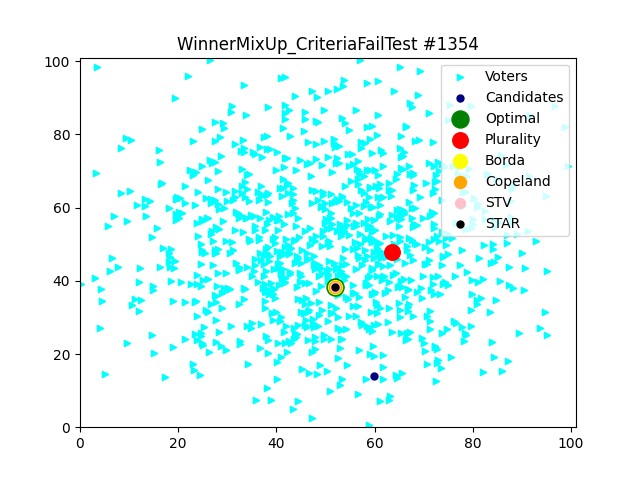 WinnerMixUp_CriteriaFailTest #1354
100
80
60
40
20
0
0 20 40 60 80 100
Voters
Candidates
Optimal
Plurality
Borda
Copeland
STV
STAR